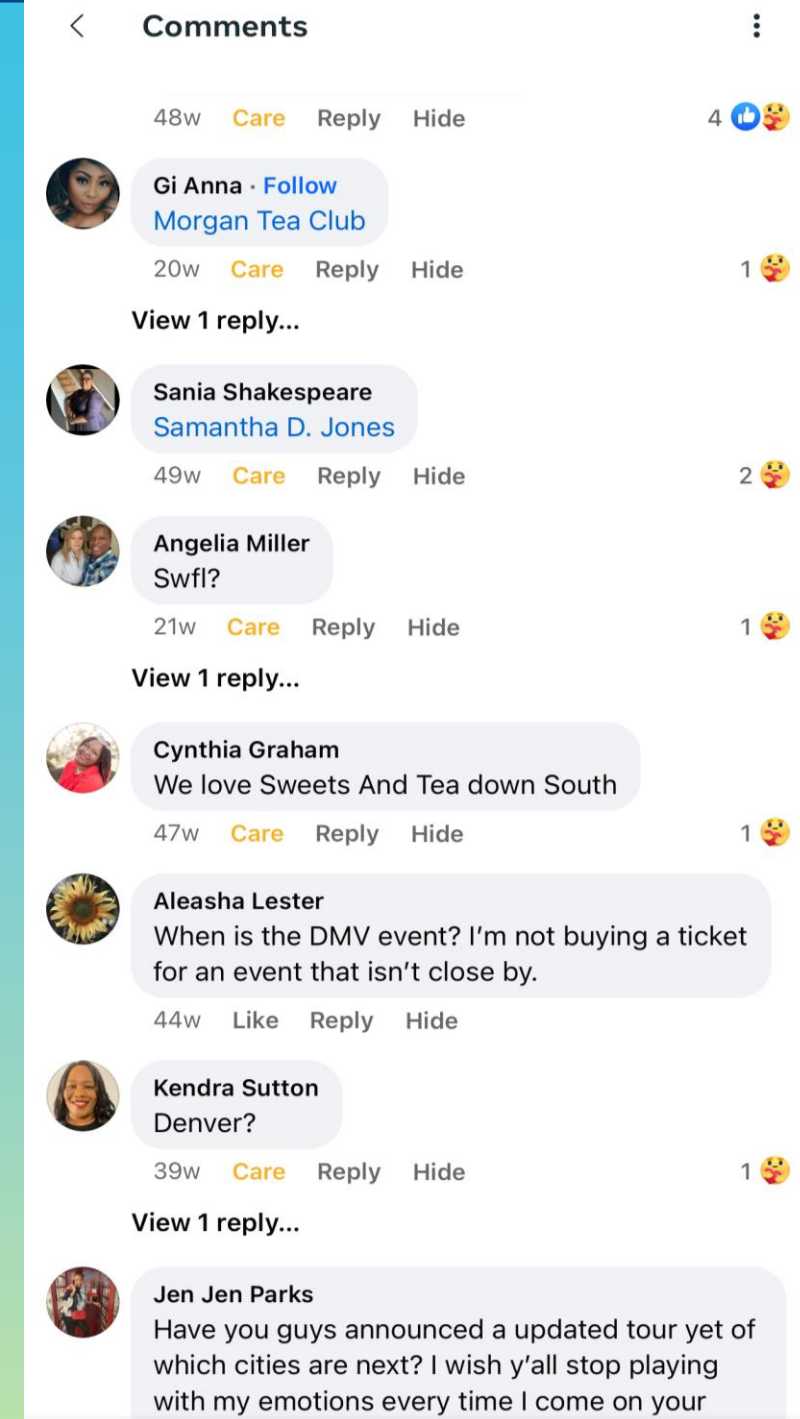 Comments
48w Care Reply Hide 4
Gi Anna · Follow
Morgan Tea Club
20w Care Reply Hide 1
View 1 reply...
Sania Shakespeare
Samantha D. Jones
49w Care Reply Hide 2
Angelia Miller
Swfl?
21w Care Reply Hide 1
View 1 reply...
Cynthia Graham
We love Sweets And Tea down South
47w Care Reply Hide 1
Aleasha Lester
When is the DMV event? I'm not buying a ticket
for an event that isn't close by.
44w Like Reply Hide
Kendra Sutton
Denver?
39w Care Reply Hide 1
View 1 reply...
Jen Jen Parks
Have you guys announced a updated tour yet of
which cities are next? I wish y'all stop playing
with my emotions every time I come on your